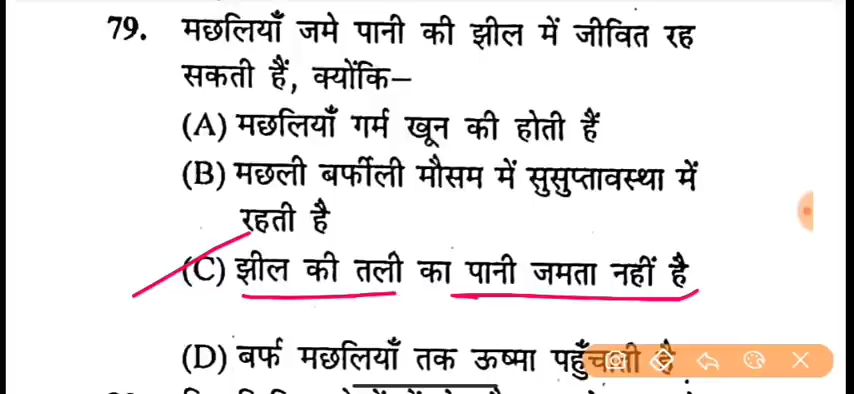 79. मछलियाँ जमे पानी की झील में जीवित रह
सकती हैं, क्योंकि–
(A) मछलियाँ गर्म खून की होती हैं
(B) मछली बर्फीली मौसम में सुसुप्तावस्था में
रहती है
(C) झील की तली का पानी जमता नहीं है
(D) बर्फ मछलियाँ तक ऊष्मा पहुँचाती है